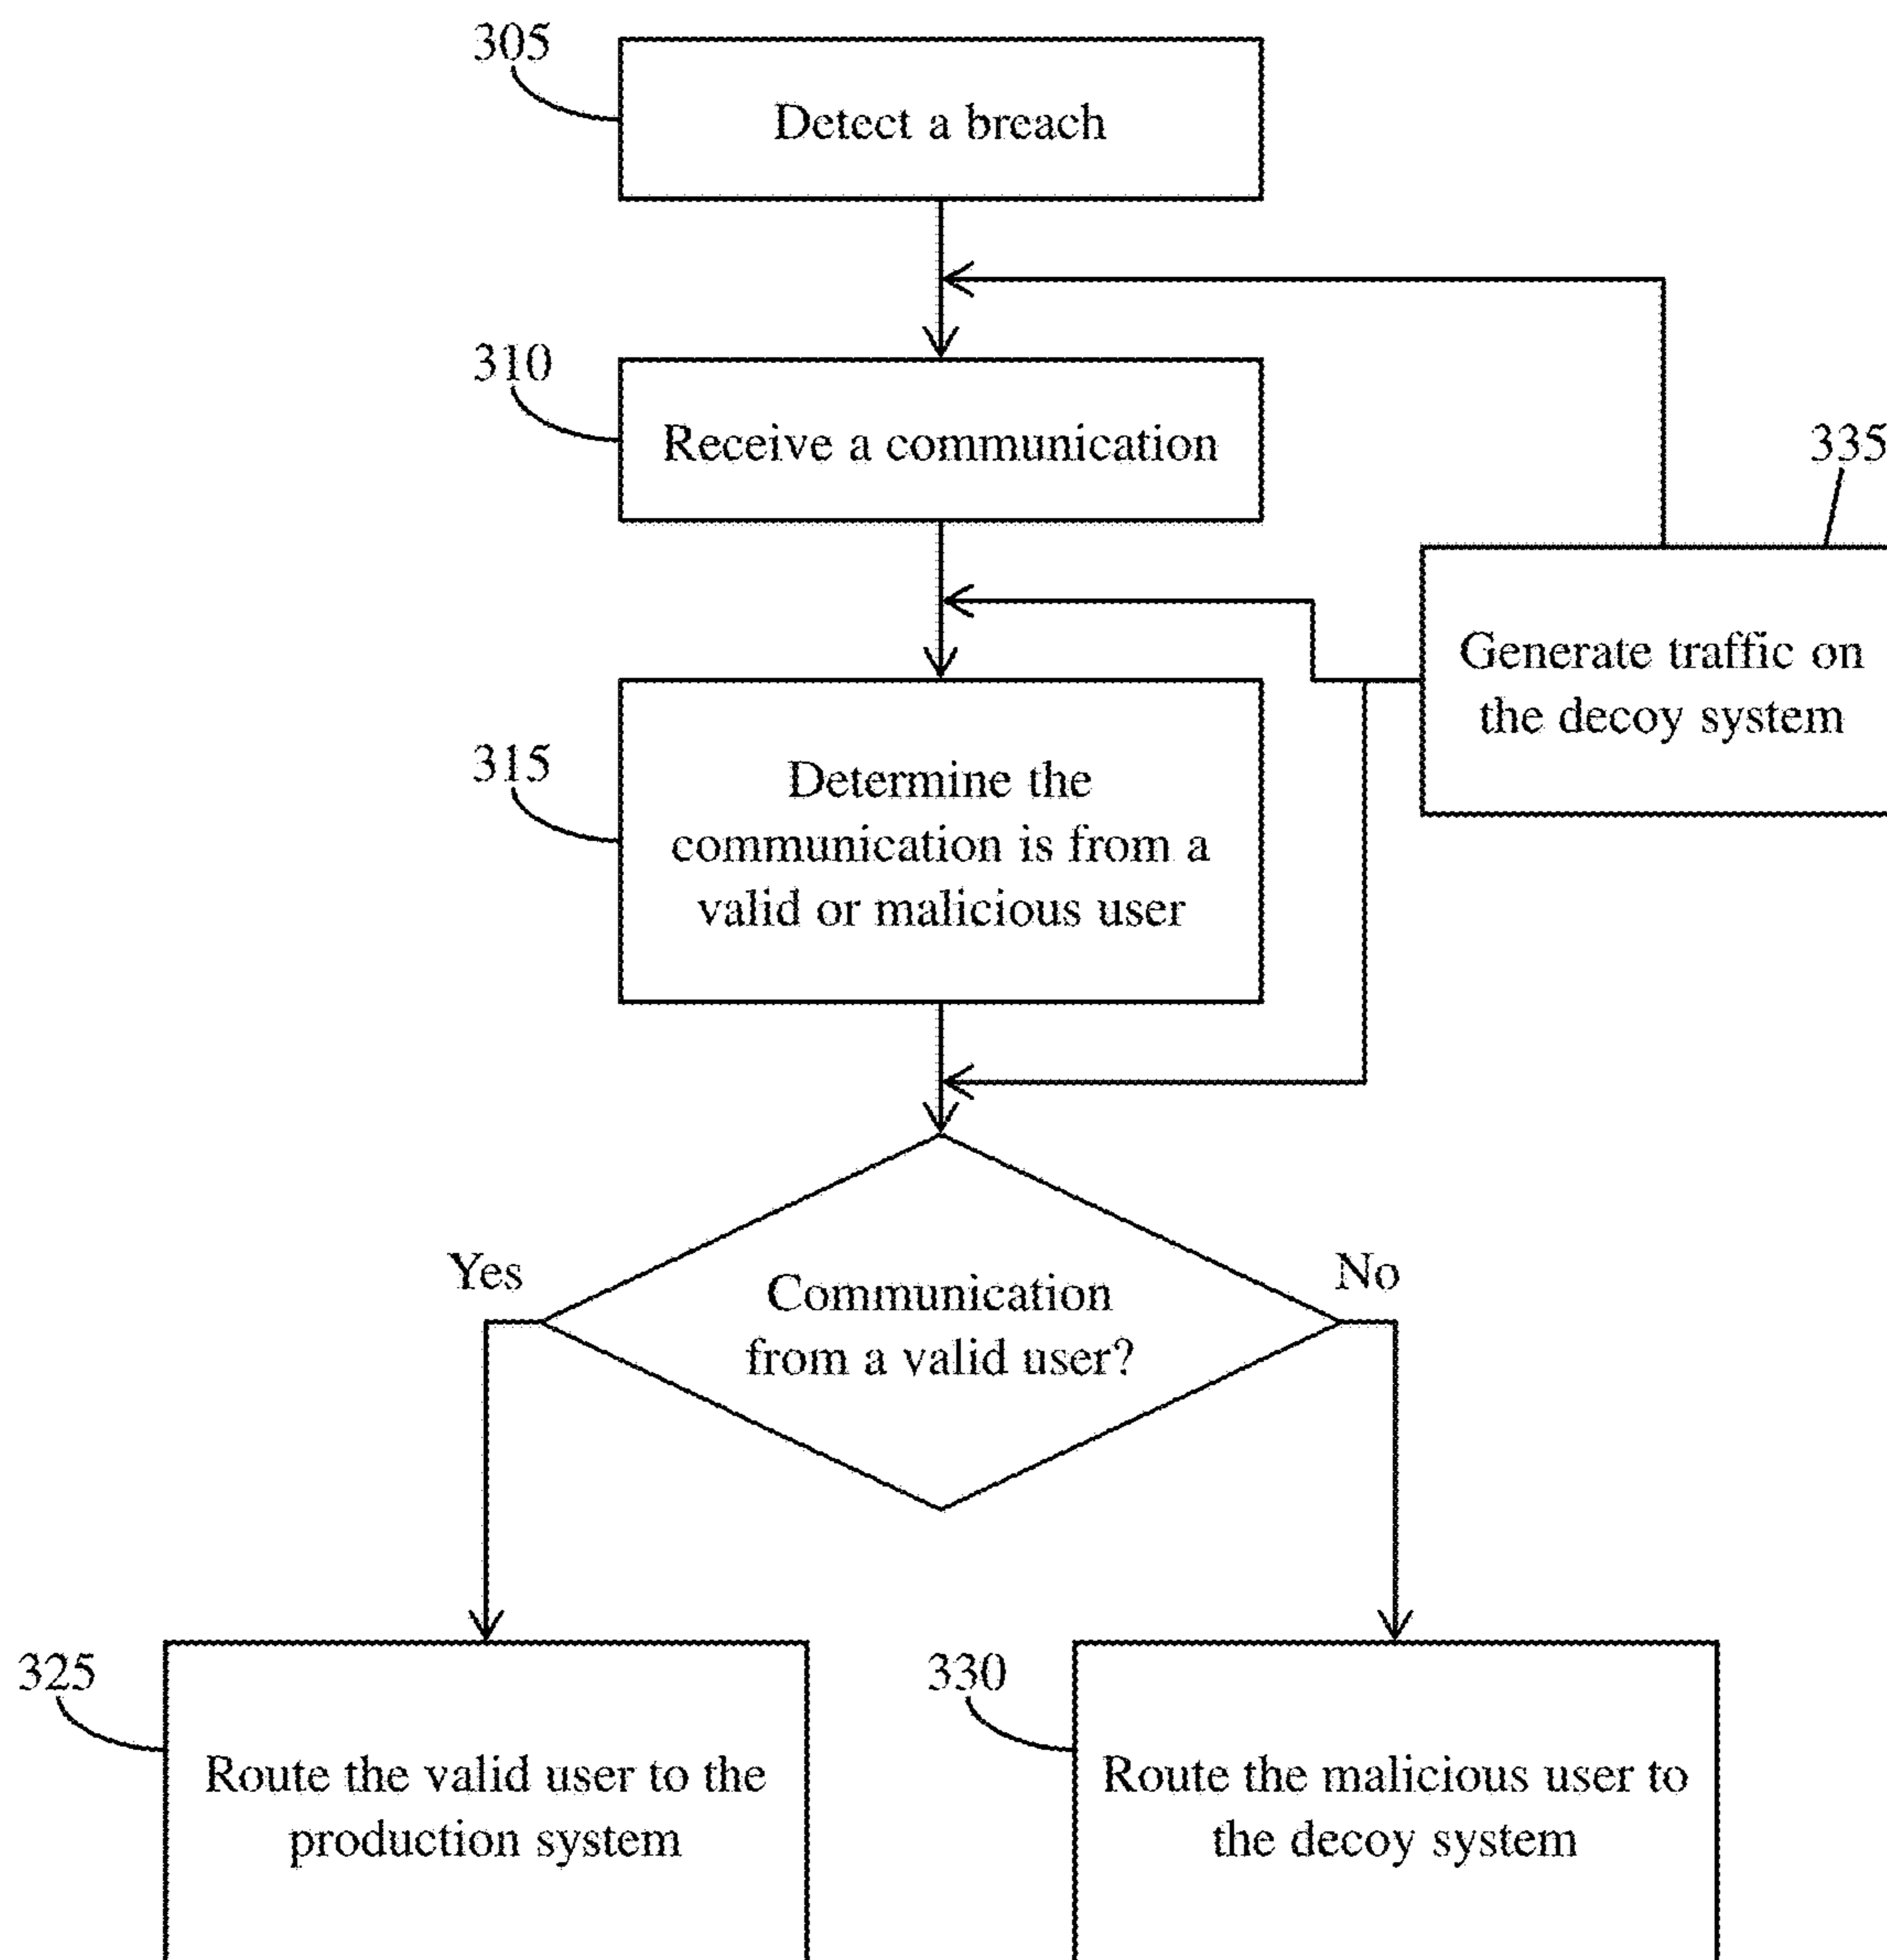 305
Detect a breach
310
Receive a communication
335
Generate traffic on
the decoy system
315
Determine the
communication is from a
valid or malicious user
Yes
No
Communication
from a valid user?
325
Route the valid user to the
production system
330
Route the malicious user to
the decoy system